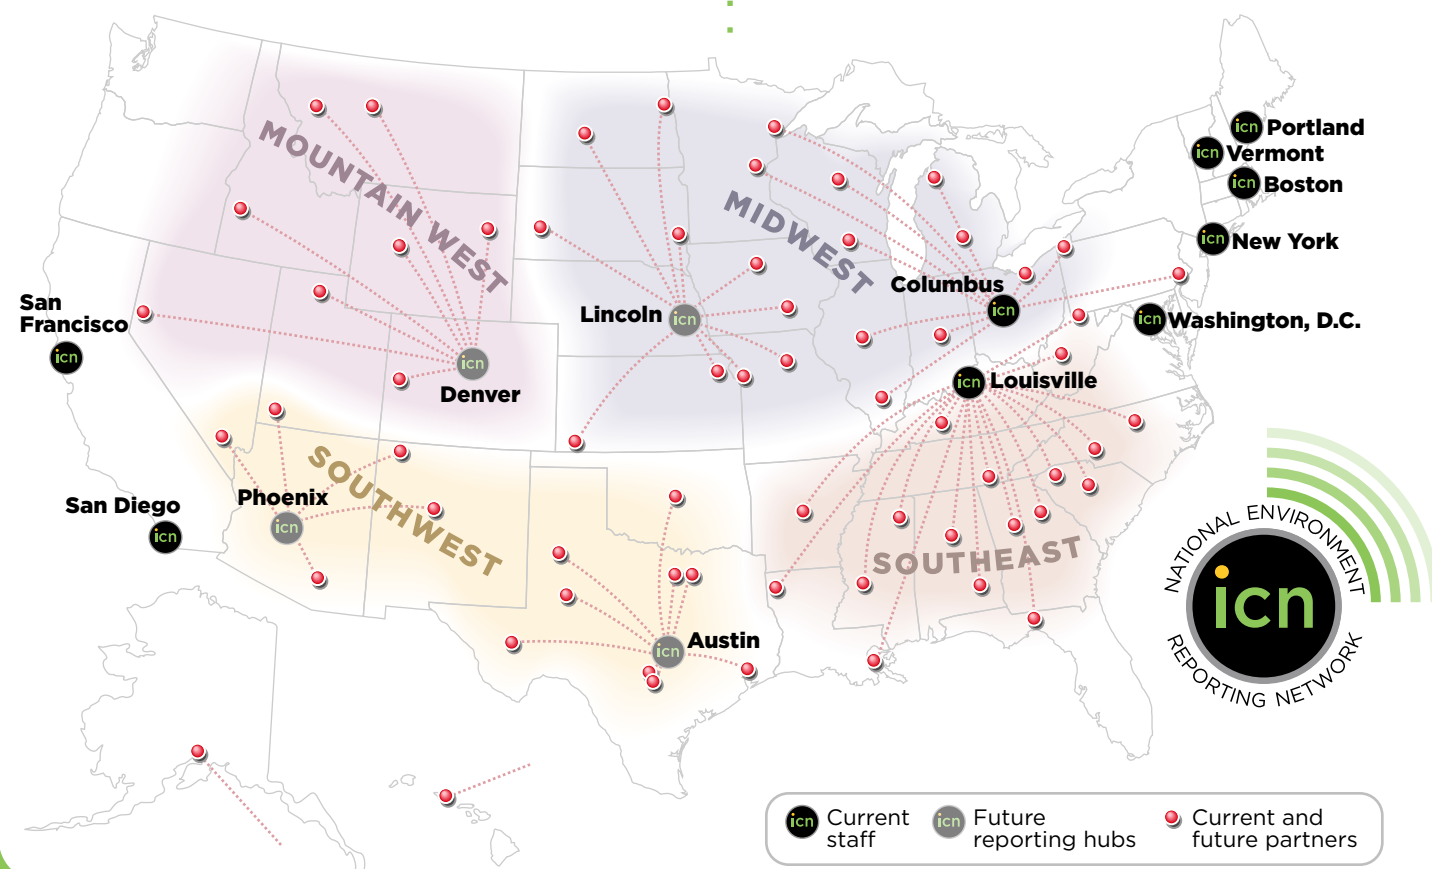 MOUNTAIN WEST
MIDWEST
SOUTHWEST
SOUTHEAST
icn Portland
icn Vermont
icn Boston
icn New York
icn Washington, D.C.
Columbus
icn
Lincoln icn
icn Louisville
San
Francisco
icn
icn
Denver
San Diego
icn
Phoenix
icn
icn Austin
NATIONAL ENVIRONMENT
icn
REPORTING NETWORK
icn Current
staff
icn Future
reporting hubs
Current and
future partners